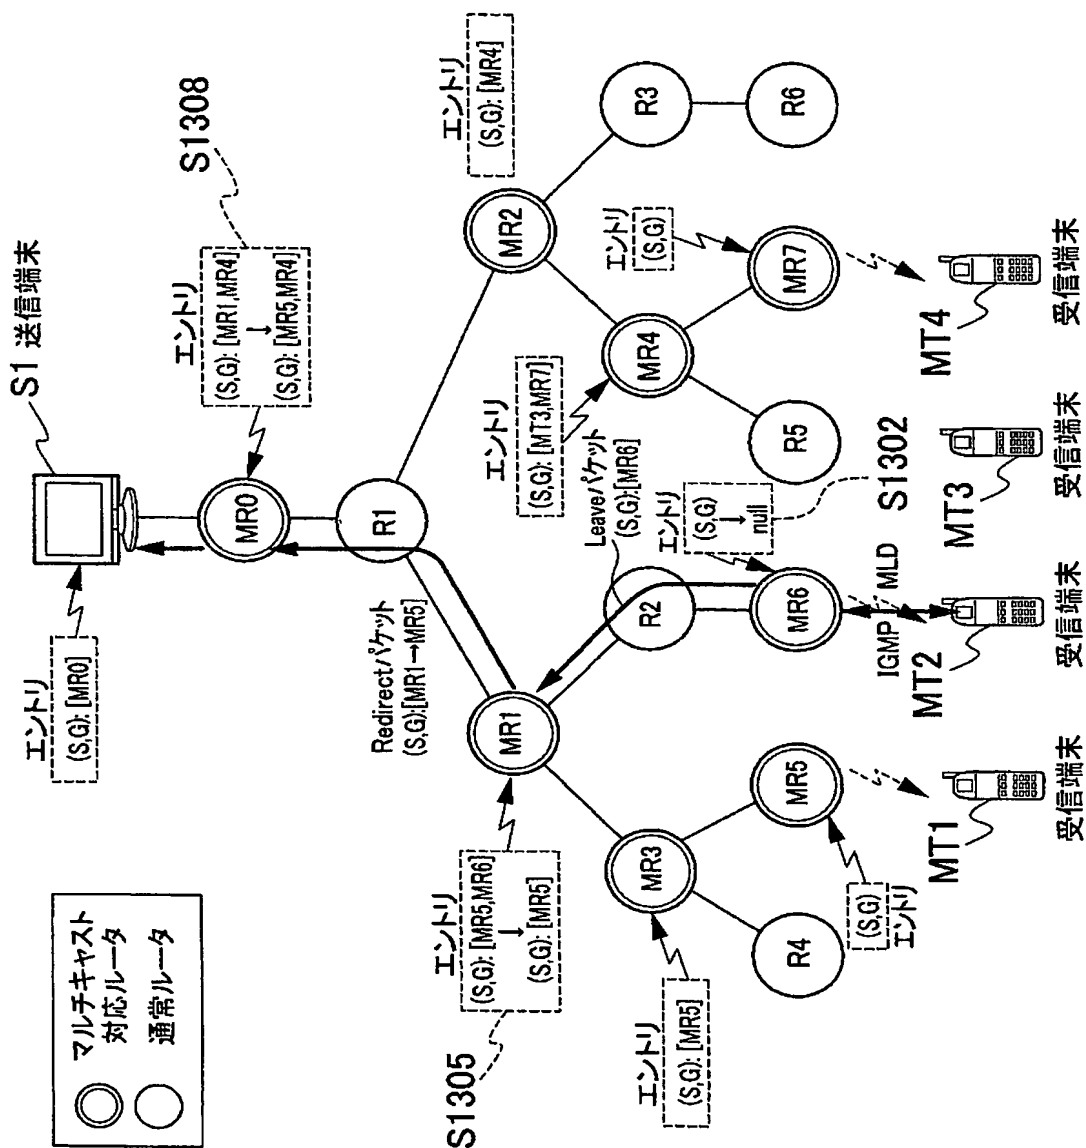 マルチキャスト
対応ルータ
通常ルータ
S1 送信端末
エントリ
(S,G): [MR0]
MR0
エントリ
(S,G): [MR1,MR4]
↓
(S,G): [MR5,MR4]
S1308
R1
Redirectパケット
(S,G):[MR1→MR5]
MR1
エントリ
(S,G): [MR5,MR6]
↓
(S,G): [MR5]
S1305
MR2
エントリ
(S,G): [MR4]
R3
R6
MR3
エントリ
(S,G): [MR5]
R4
MR5
(S,G)
エントリ
R2
Leaveパケット
(S,G):[MR6]
エントリ
(S,G)
↓
null
S1302
MR6
IGMP
MLD
MR4
エントリ
(S,G): [MT3,MR7]
R5
MR7
エントリ
(S,G)
MT1
受信端末
MT2
受信端末
MT3
受信端末
MT4
受信端末